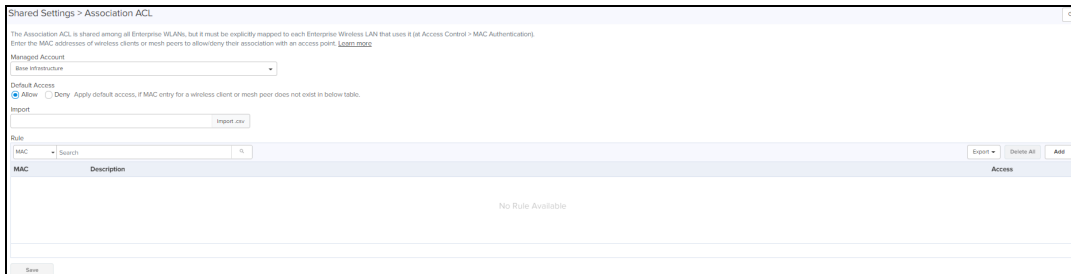 Shared Settings > Association ACL
The Association ACL is shared among all Enterprise WLANs, but it must be explicitly mapped to each Enterprise Wireless LAN that uses it (at Access Control > MAC Authentication).
Enter the MAC addresses of wireless clients or mesh peers to allow/deny their association with an access point. Learn more
Managed Account
Base Infrastructure
Default Access
Allow Deny Apply default access, if MAC entry for a wireless client or mesh peer does not exist in below table.
Import
Import .csv
Rule
MAC Search Export Delete All Add
MAC Description Access
No Rule Available
Save